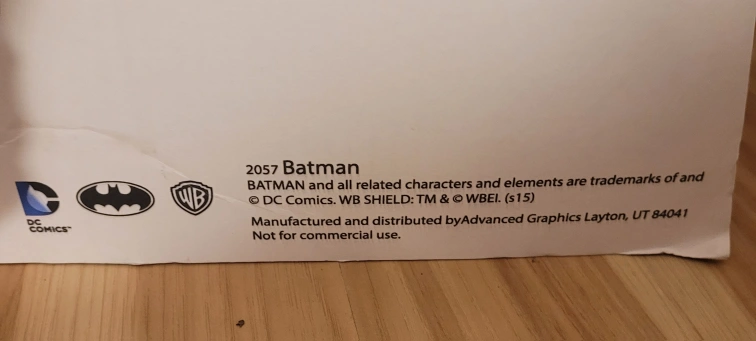 DC
COMICS™
WB
2057 Batman
BATMAN and all related characters and elements are trademarks of and
© DC Comics. WB SHIELD: TM & © WBEI. (s15)
Manufactured and distributed byAdvanced Graphics Layton, UT 84041
Not for commercial use.